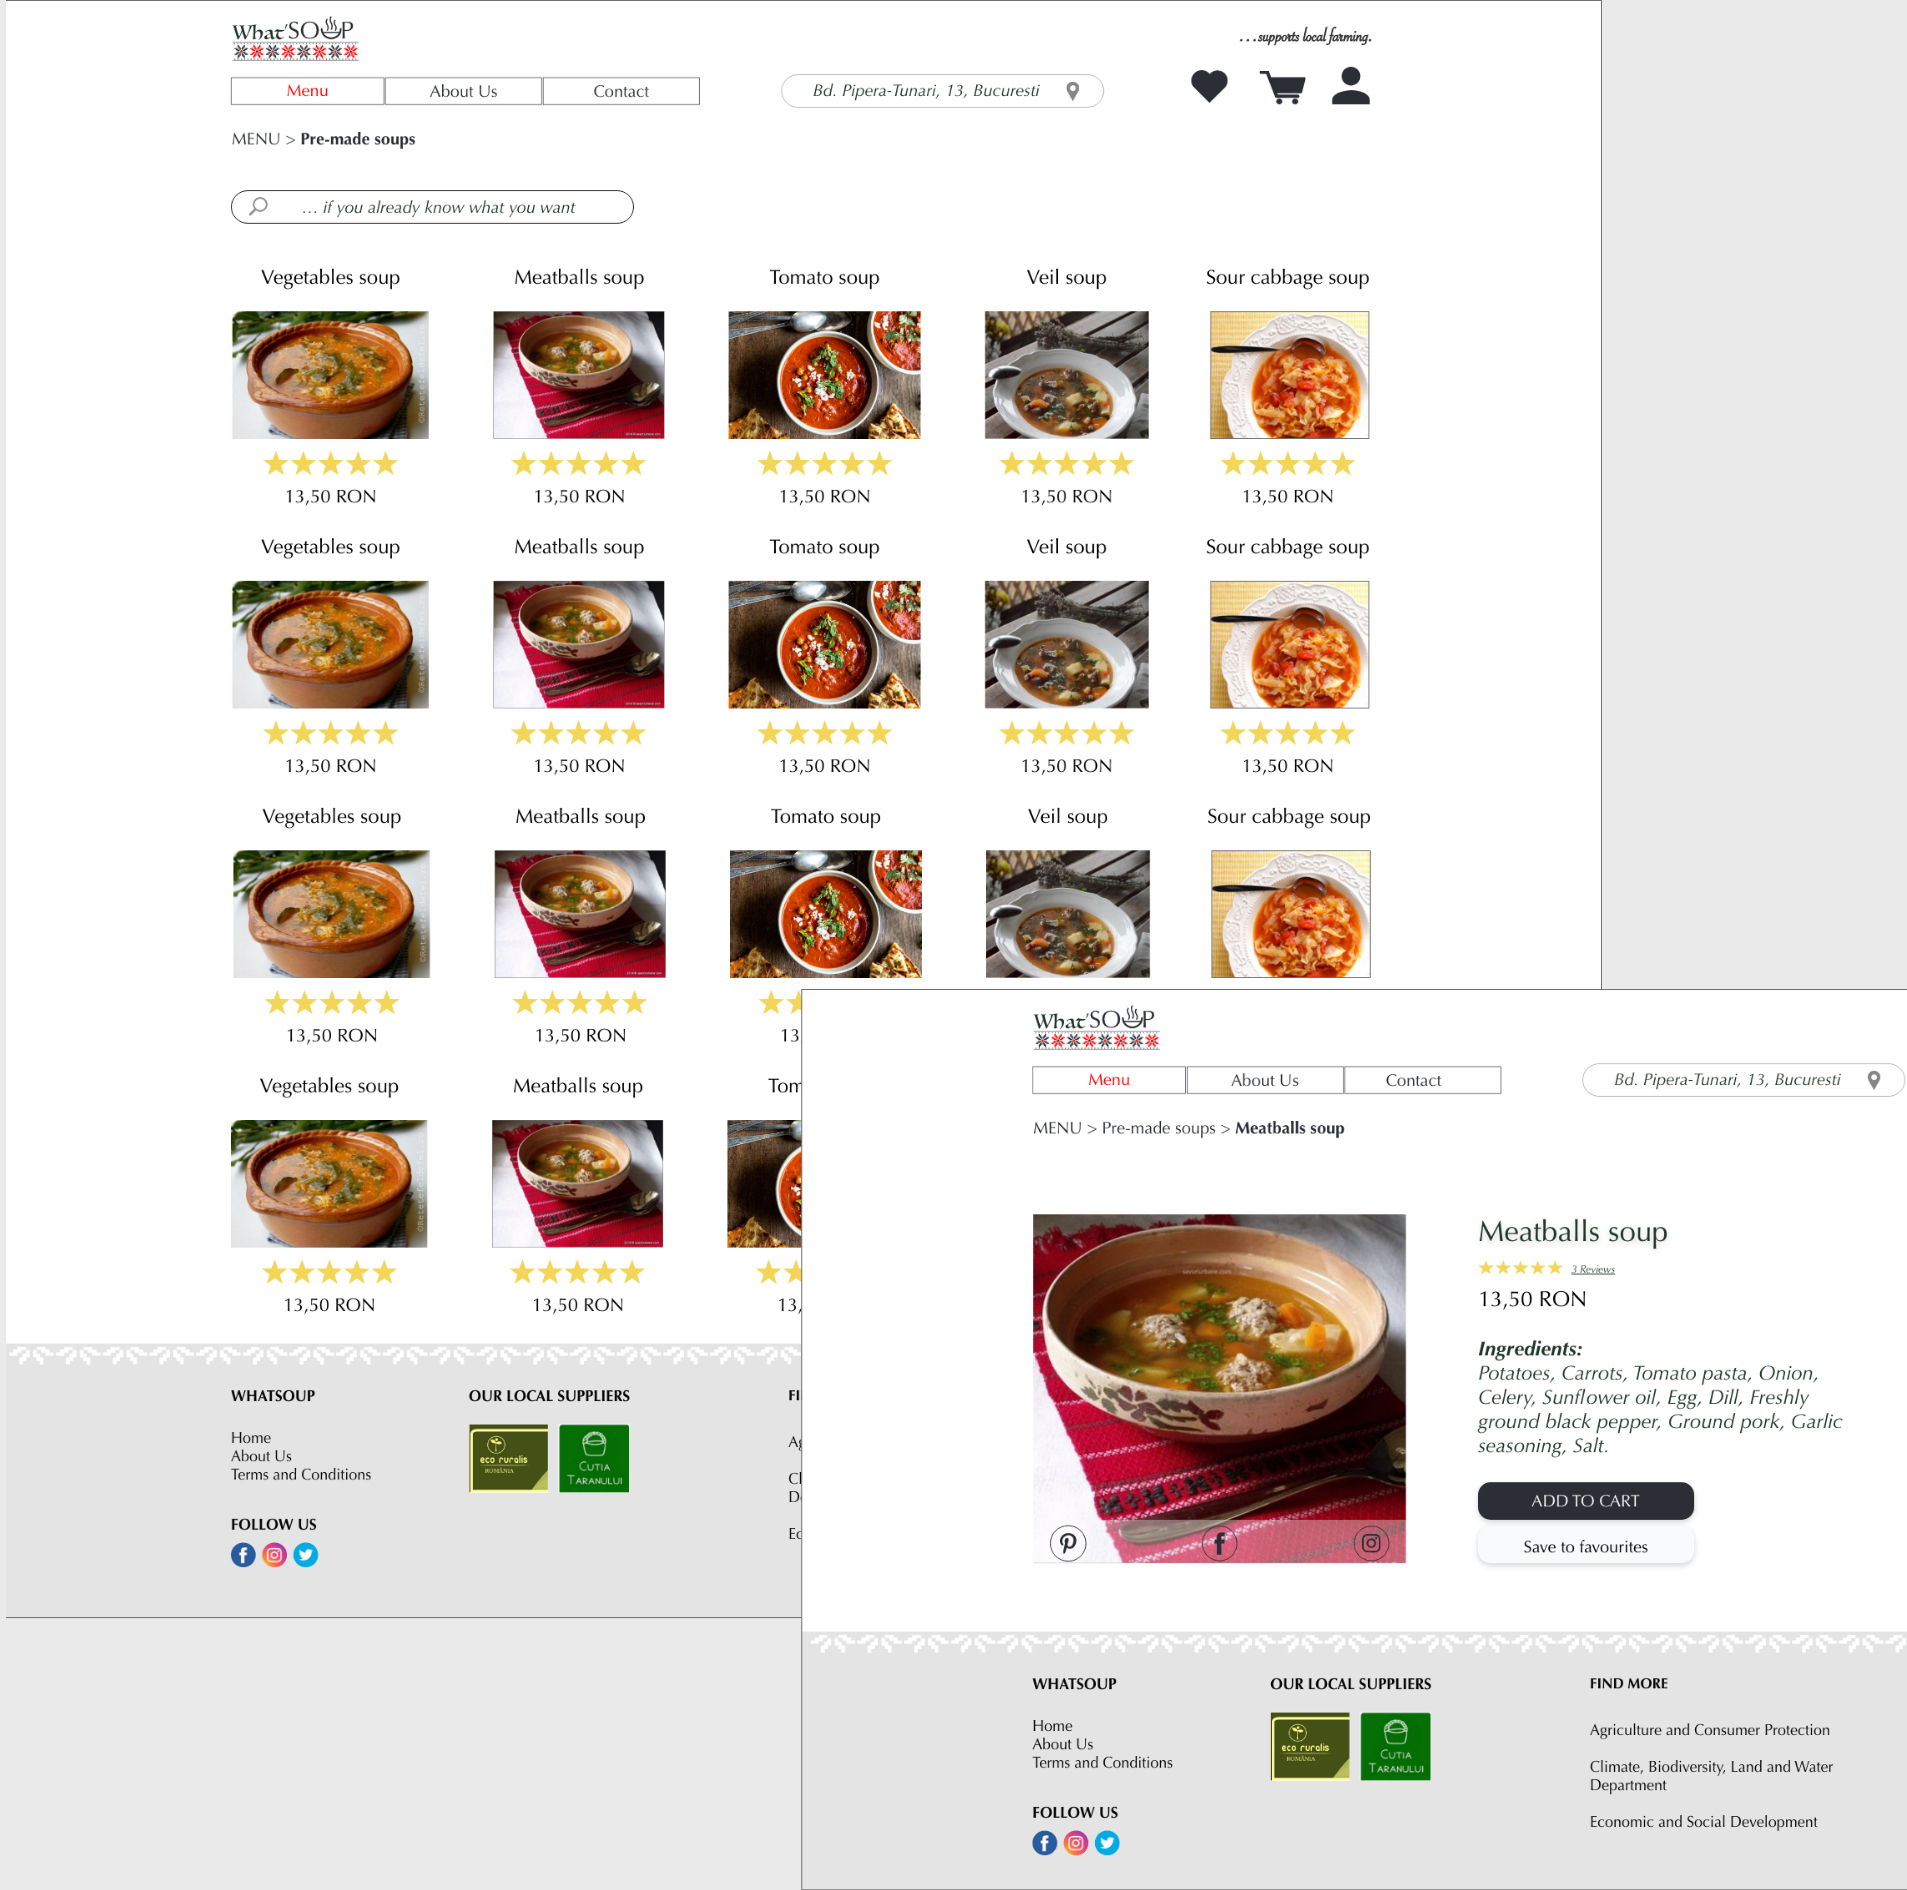 What'SOUP
...supports local farming.
Menu
About Us
Contact
Bd. Pipera-Tunari, 13, Bucuresti
MENU > Pre-made soups
... if you already know what you want
Vegetables soup
Meatballs soup
Tomato soup
Veil soup
Sour cabbage soup
13,50 RON
13,50 RON
13,50 RON
13,50 RON
13,50 RON
Vegetables soup
Meatballs soup
Tomato soup
Veil soup
Sour cabbage soup
13,50 RON
13,50 RON
13,50 RON
13,50 RON
13,50 RON
Vegetables soup
Meatballs soup
Tomato soup
Veil soup
Sour cabbage soup
13,50 RON
13,50 RON
13
Vegetables soup
Meatballs soup
Tom
13,50 RON
13,50 RON
13,
WHATSOUP
Home
About Us
Terms and Conditions
FOLLOW US
OUR LOCAL SUPPLIERS
eco ruralis
ROMÂNIA
CUTIA
TARANULUI
FI
Ag
Cl
D
Ec
What'SOUP
Menu
About Us
Contact
Bd. Pipera-Tunari, 13, Bucuresti
MENU > Pre-made soups > Meatballs soup
Meatballs soup
3 Reviews
13,50 RON
Ingredients:
Potatoes, Carrots, Tomato pasta, Onion,
Celery, Sunflower oil, Egg, Dill, Freshly
ground black pepper, Ground pork, Garlic
seasoning, Salt.
ADD TO CART
Save to favourites
WHATSOUP
Home
About Us
Terms and Conditions
FOLLOW US
OUR LOCAL SUPPLIERS
eco ruralis
ROMÂNIA
CUTIA
TARANULUI
FIND MORE
Agriculture and Consumer Protection
Climate, Biodiversity, Land and Water
Department
Economic and Social Development